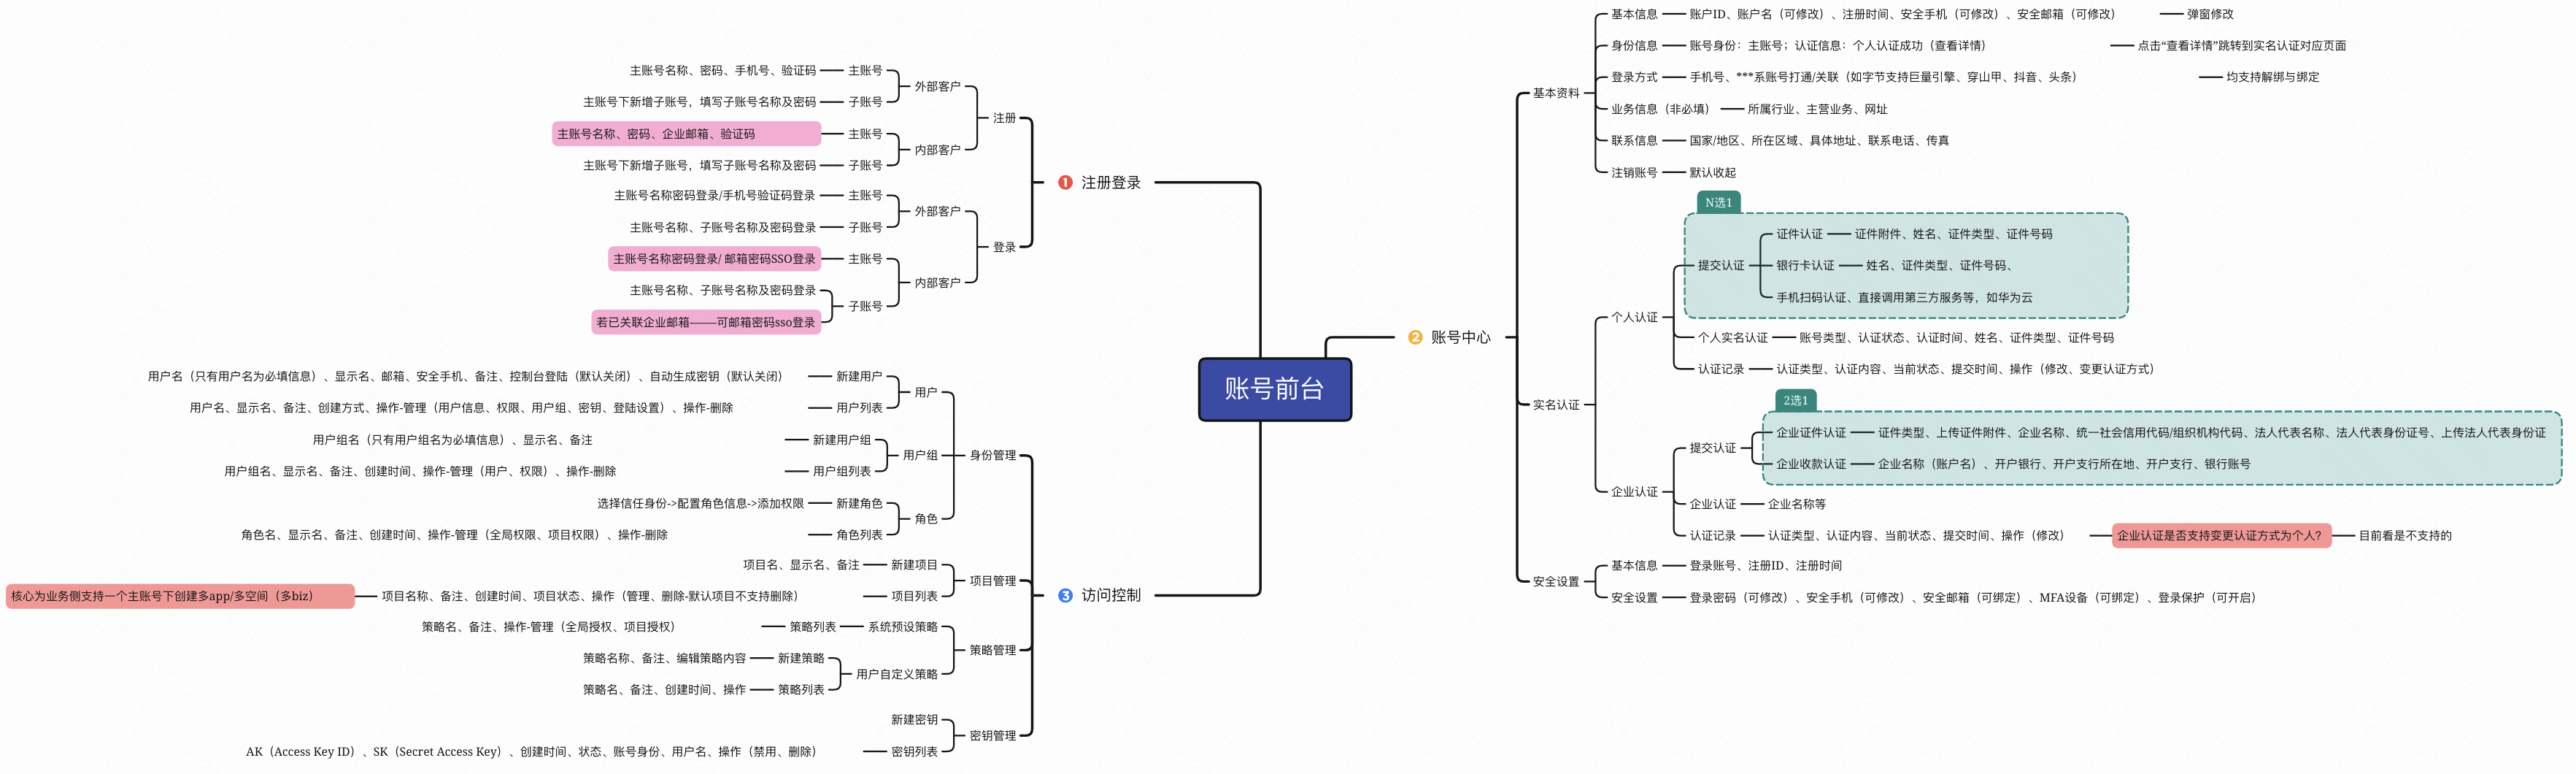 账号前台
1 注册登录
注册
外部客户
主账号
主账号名称、密码、手机号、验证码
子账号
主账号下新增子账号，填写子账号名称及密码
内部客户
主账号
主账号名称、密码、企业邮箱、验证码
子账号
主账号下新增子账号，填写子账号名称及密码
登录
外部客户
主账号
主账号名称密码登录/手机号验证码登录
子账号
主账号名称、子账号名称及密码登录
内部客户
主账号
主账号名称密码登录/ 邮箱密码SSO登录
子账号
主账号名称、子账号名称及密码登录
若已关联企业邮箱——可邮箱密码sso登录
2 账号中心
基本资料
基本信息
账户ID、账户名（可修改）、注册时间、安全手机（可修改）、安全邮箱（可修改）
弹窗修改
身份信息
账号身份：主账号；认证信息：个人认证成功（查看详情）
点击“查看详情”跳转到实名认证对应页面
登录方式
手机号、***系账号打通/关联（如字节支持巨量引擎、穿山甲、抖音、头条）
均支持解绑与绑定
业务信息（非必填）
所属行业、主营业务、网址
联系信息
国家/地区、所在区域、具体地址、联系电话、传真
注销账号
默认收起
实名认证
个人认证
N选1
提交认证
证件认证
证件附件、姓名、证件类型、证件号码
银行卡认证
姓名、证件类型、证件号码、
手机扫码认证、直接调用第三方服务等，如华为云
个人实名认证
账号类型、认证状态、认证时间、姓名、证件类型、证件号码
认证记录
认证类型、认证内容、当前状态、提交时间、操作（修改、变更认证方式）
企业认证
2选1
提交认证
企业证件认证
证件类型、上传证件附件、企业名称、统一社会信用代码/组织机构代码、法人代表名称、法人代表身份证号、上传法人代表身份证
企业收款认证
企业名称（账户名）、开户银行、开户支行所在地、开户支行、银行账号
企业认证
企业名称等
认证记录
认证类型、认证内容、当前状态、提交时间、操作（修改）
企业认证是否支持变更认证方式为个人？
目前看是不支持的
安全设置
基本信息
登录账号、注册ID、注册时间
安全设置
登录密码（可修改）、安全手机（可修改）、安全邮箱（可绑定）、MFA设备（可绑定）、登录保护（可开启）
3 访问控制
身份管理
用户
新建用户
用户名（只有用户名为必填信息）、显示名、邮箱、安全手机、备注、控制台登陆（默认关闭）、自动生成密钥（默认关闭）
用户列表
用户名、显示名、备注、创建方式、操作-管理（用户信息、权限、用户组、密钥、登陆设置）、操作-删除
用户组
新建用户组
用户组名（只有用户组名为必填信息）、显示名、备注
用户组列表
用户组名、显示名、备注、创建时间、操作-管理（用户、权限）、操作-删除
角色
新建角色
选择信任身份->配置角色信息->添加权限
角色列表
角色名、显示名、备注、创建时间、操作-管理（全局权限、项目权限）、操作-删除
项目管理
新建项目
项目名、显示名、备注
项目列表
项目名称、备注、创建时间、项目状态、操作（管理、删除-默认项目不支持删除）
核心为业务侧支持一个主账号下创建多app/多空间（多biz）
策略管理
系统预设策略
策略列表
策略名、备注、操作-管理（全局授权、项目授权）
用户自定义策略
新建策略
策略名称、备注、编辑策略内容
策略列表
策略名、备注、创建时间、操作
密钥管理
新建密钥
密钥列表
AK（Access Key ID）、SK（Secret Access Key）、创建时间、状态、账号身份、用户名、操作（禁用、删除）